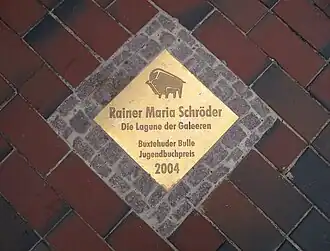 Rainer Maria Schröder
Die Lagune der Galeeren
Buxtehuder Bulle
Jugendbuchpreis
2004